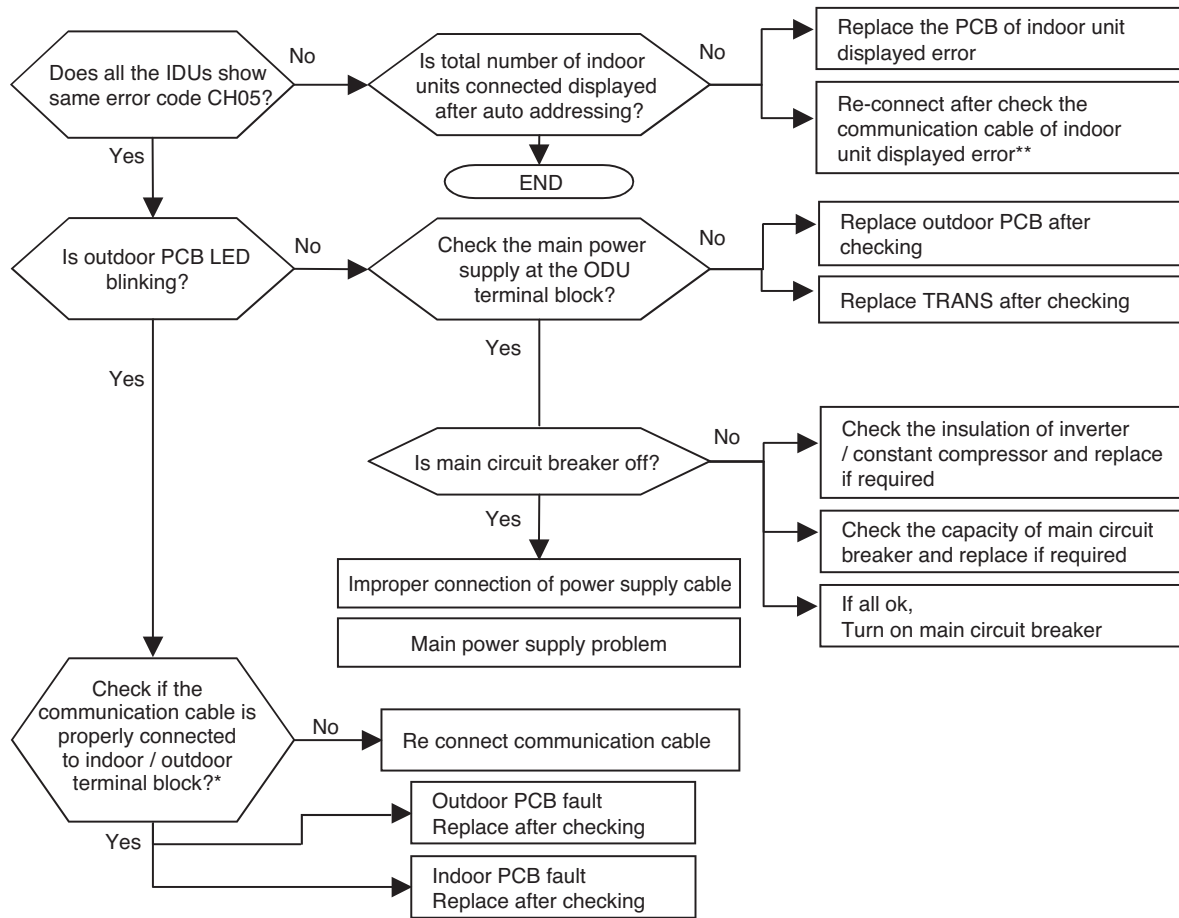 Does all the IDUs show
same error code CH05?
No
Is total number of indoor
units connected displayed
after auto addressing?
No
Replace the PCB of indoor unit
displayed error
Re-connect after check the
communication cable of indoor
unit displayed error**
Yes
END
Is outdoor PCB LED
blinking?
No
Check the main power
supply at the ODU
terminal block?
No
Replace outdoor PCB after
checking
Replace TRANS after checking
Yes
Yes
Is main circuit breaker off?
No
Check the insulation of inverter
/ constant compressor and replace
if required
Check the capacity of main circuit
breaker and replace if required
If all ok,
Turn on main circuit breaker
Yes
Improper connection of power supply cable
Main power supply problem
Check if the
communication cable is
properly connected
to indoor / outdoor
terminal block?*
No
Re connect communication cable
Yes
Outdoor PCB fault
Replace after checking
Indoor PCB fault
Replace after checking